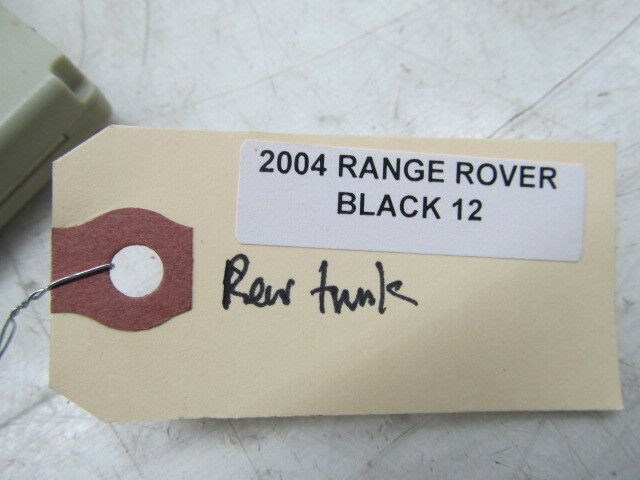 2004 RANGE ROVER
BLACK 12
Rear trunk